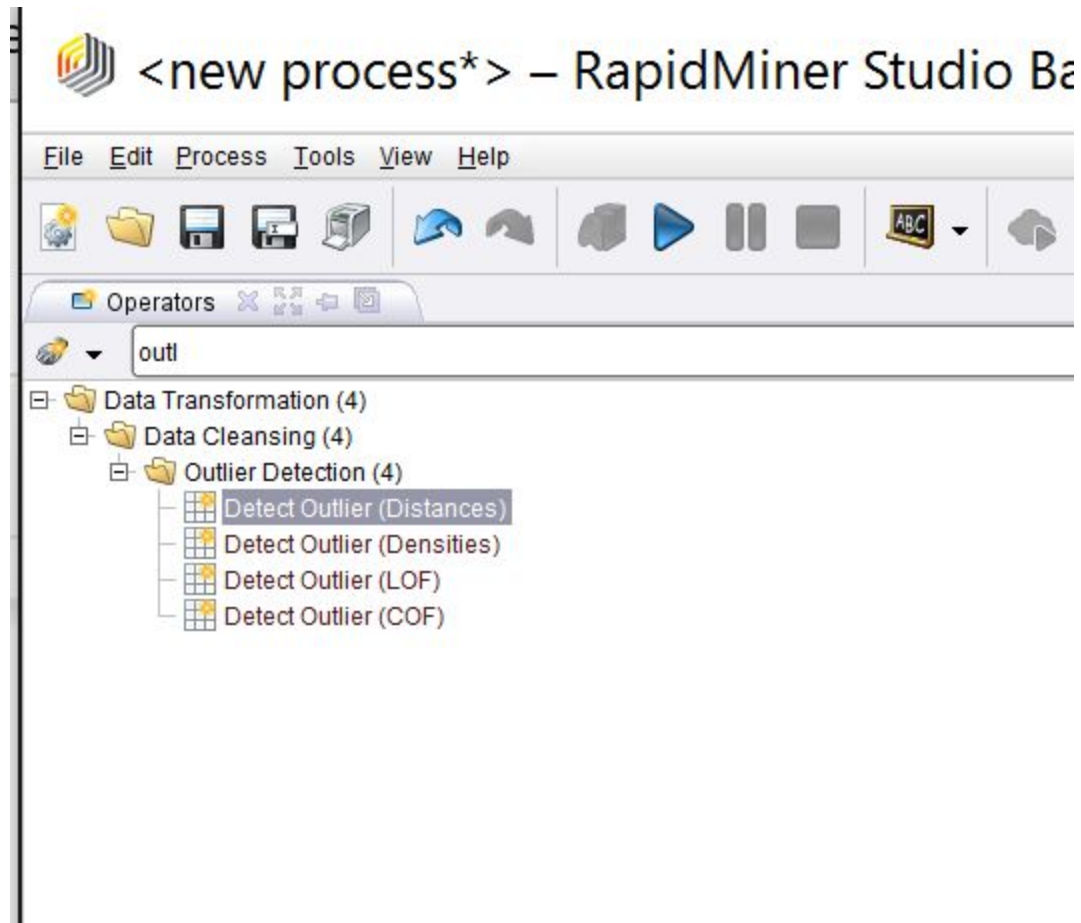 <new process*> – RapidMiner Studio Ba
File Edit Process Tools View Help
ABC
Operators
outl
Data Transformation (4)
Data Cleansing (4)
Outlier Detection (4)
Detect Outlier (Distances)
Detect Outlier (Densities)
Detect Outlier (LOF)
Detect Outlier (COF)